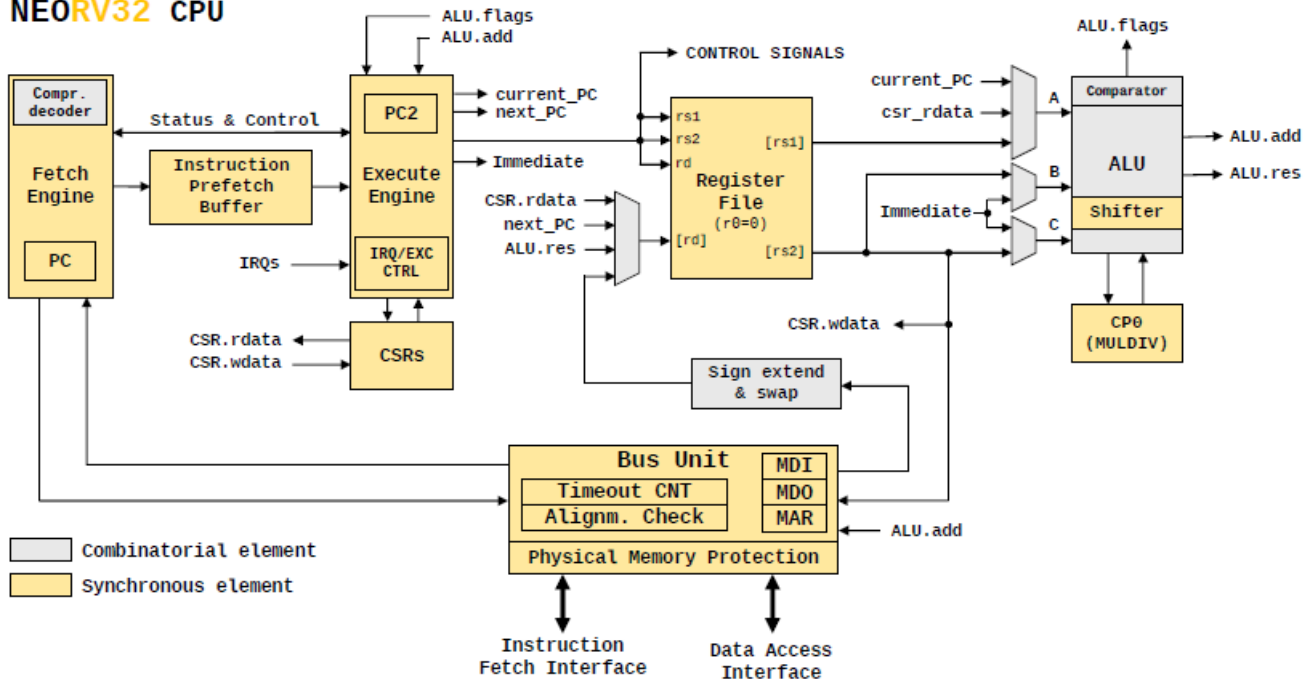 NEORV32 CPU
ALU.flags
ALU.add
CONTROL SIGNALS
ALU.flags
Compr.
decoder
Status & Control
Fetch
Engine
PC
Instruction
Prefetch
Buffer
PC2
Execute
Engine
IRQ/EXC
CTRL
IRQs
current_PC
next_PC
Immediate
CSR.rdata
CSR.wdata
CSRs
CSR.rdata
next_PC
ALU.res
rs1
rs2
rd
[rs1]
Register
File
(r0=0)
[rd]
[rs2]
current_PC
csr_rdata
Immediate
A
B
C
Comparator
ALU
Shifter
ALU.add
ALU.res
CP0
(MULDIV)
CSR.wdata
Sign extend
& swap
Bus Unit
MDI
Timeout CNT
MDO
Alignm. Check
MAR
ALU.add
Physical Memory Protection
Combinatorial element
Synchronous element
Instruction
Fetch Interface
Data Access
Interface